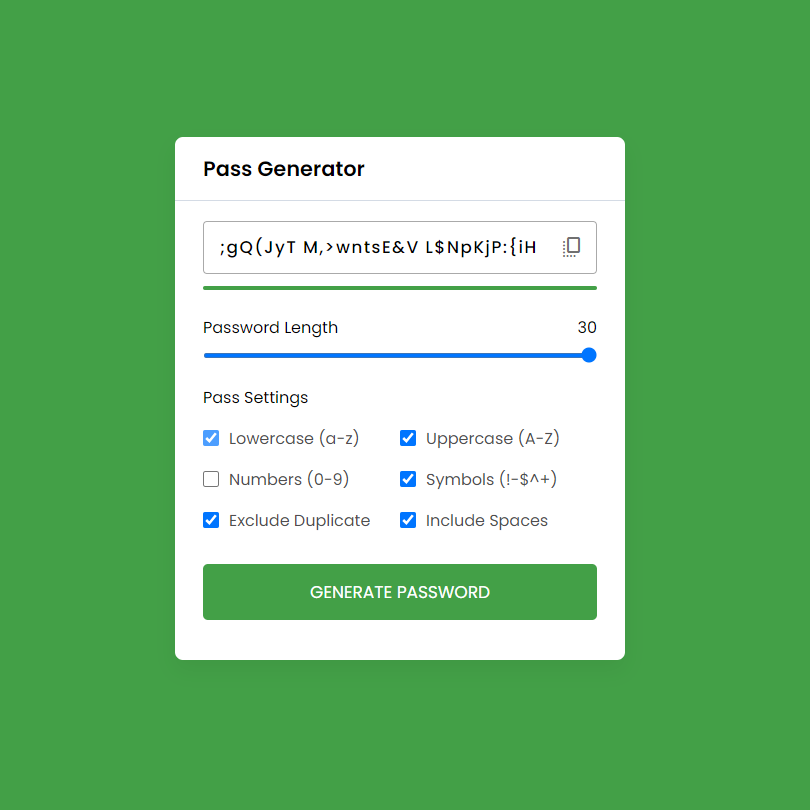 Pass Generator
;gQ(JyT M,>wntsE&V L$NpKjP:{iH
Password Length 30
Pass Settings
Lowercase (a-z) Uppercase (A-Z)
Numbers (0-9) Symbols (!-$^+)
Exclude Duplicate Include Spaces
GENERATE PASSWORD